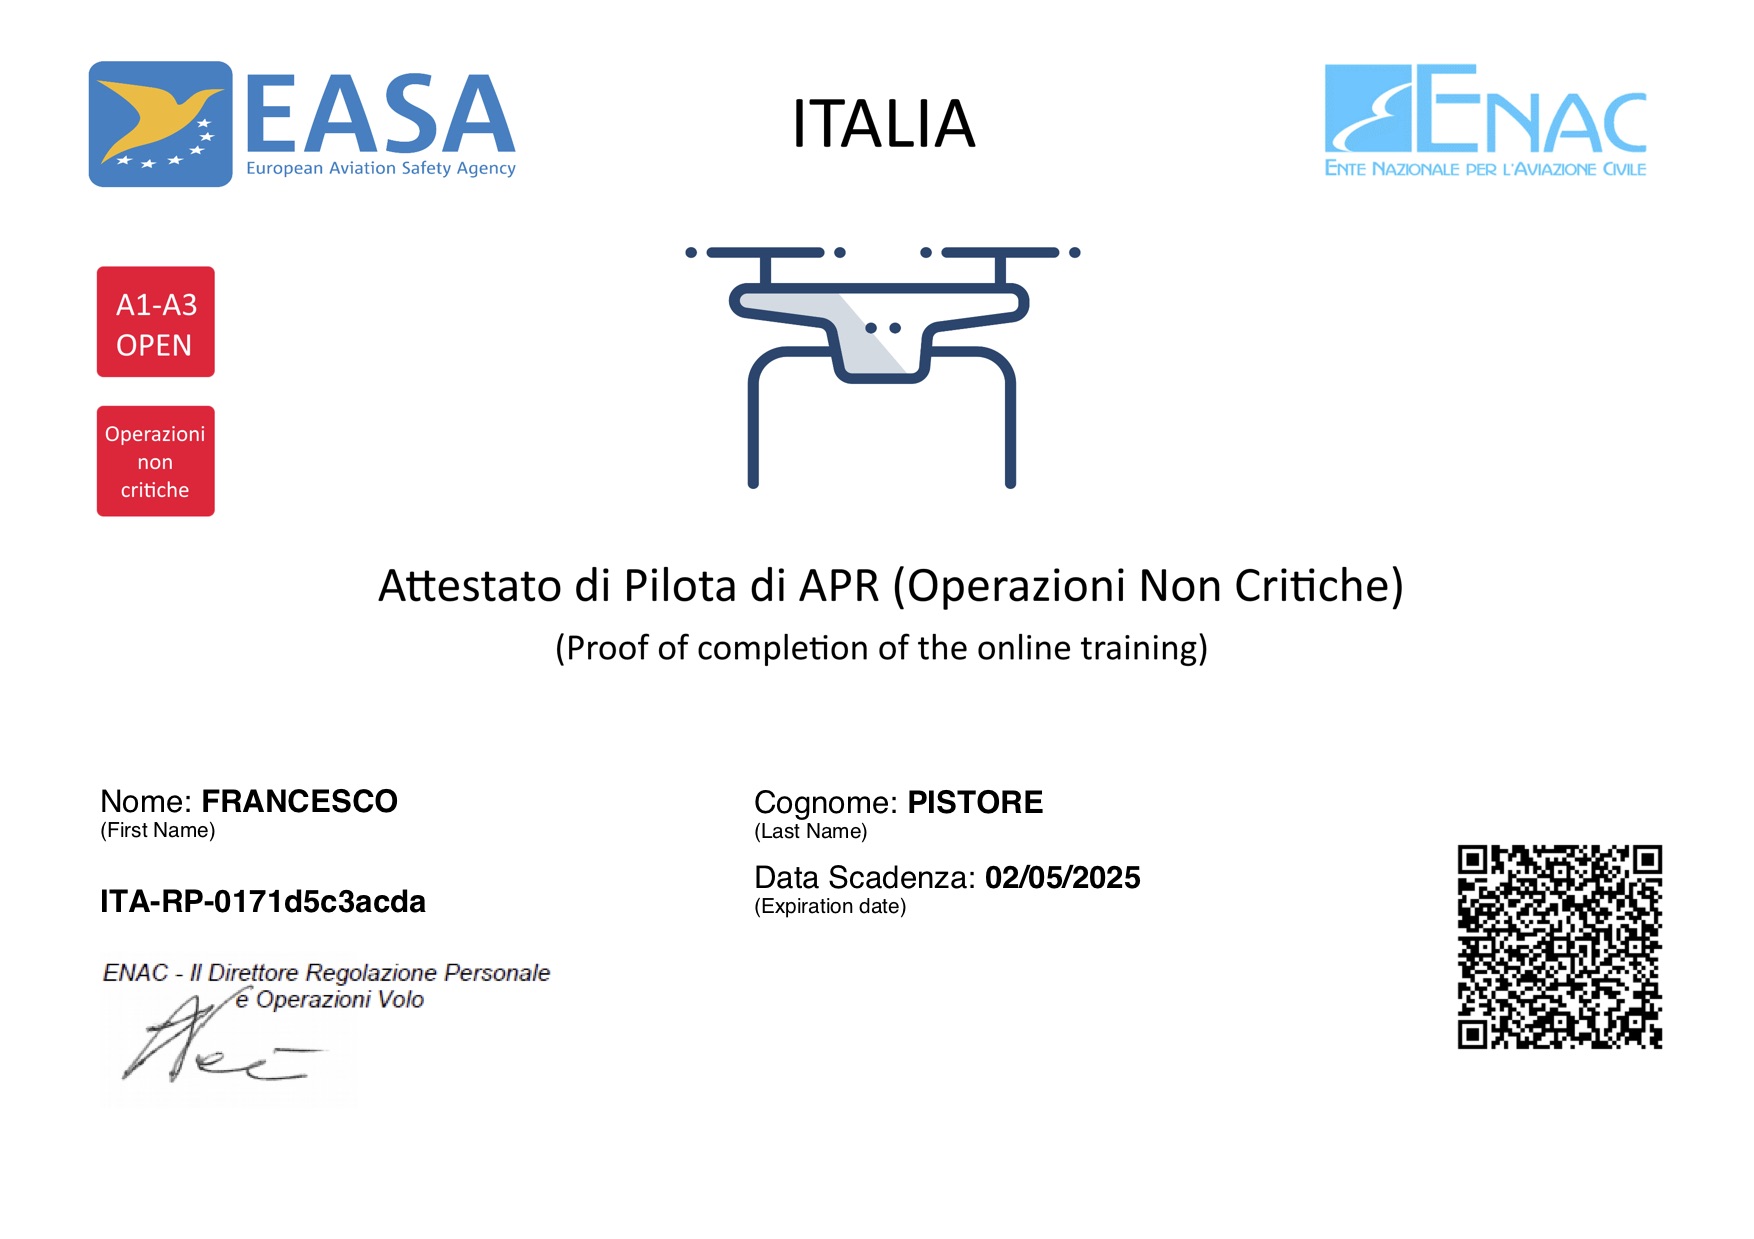 EASA
European Aviation Safety Agency
ITALIA
ENAC
ENTE NAZIONALE PER L'AVIAZIONE CIVILE
A1-A3
OPEN
Operazioni
non
critiche
Attestato di Pilota di APR (Operazioni Non Critiche)
(Proof of completion of the online training)
Nome: FRANCESCO
(First Name)
Cognome: PISTORE
(Last Name)
Data Scadenza: 02/05/2025
(Expiration date)
ITA-RP-0171d5c3acda
ENAC - Il Direttore Regolazione Personale
e Operazioni Volo